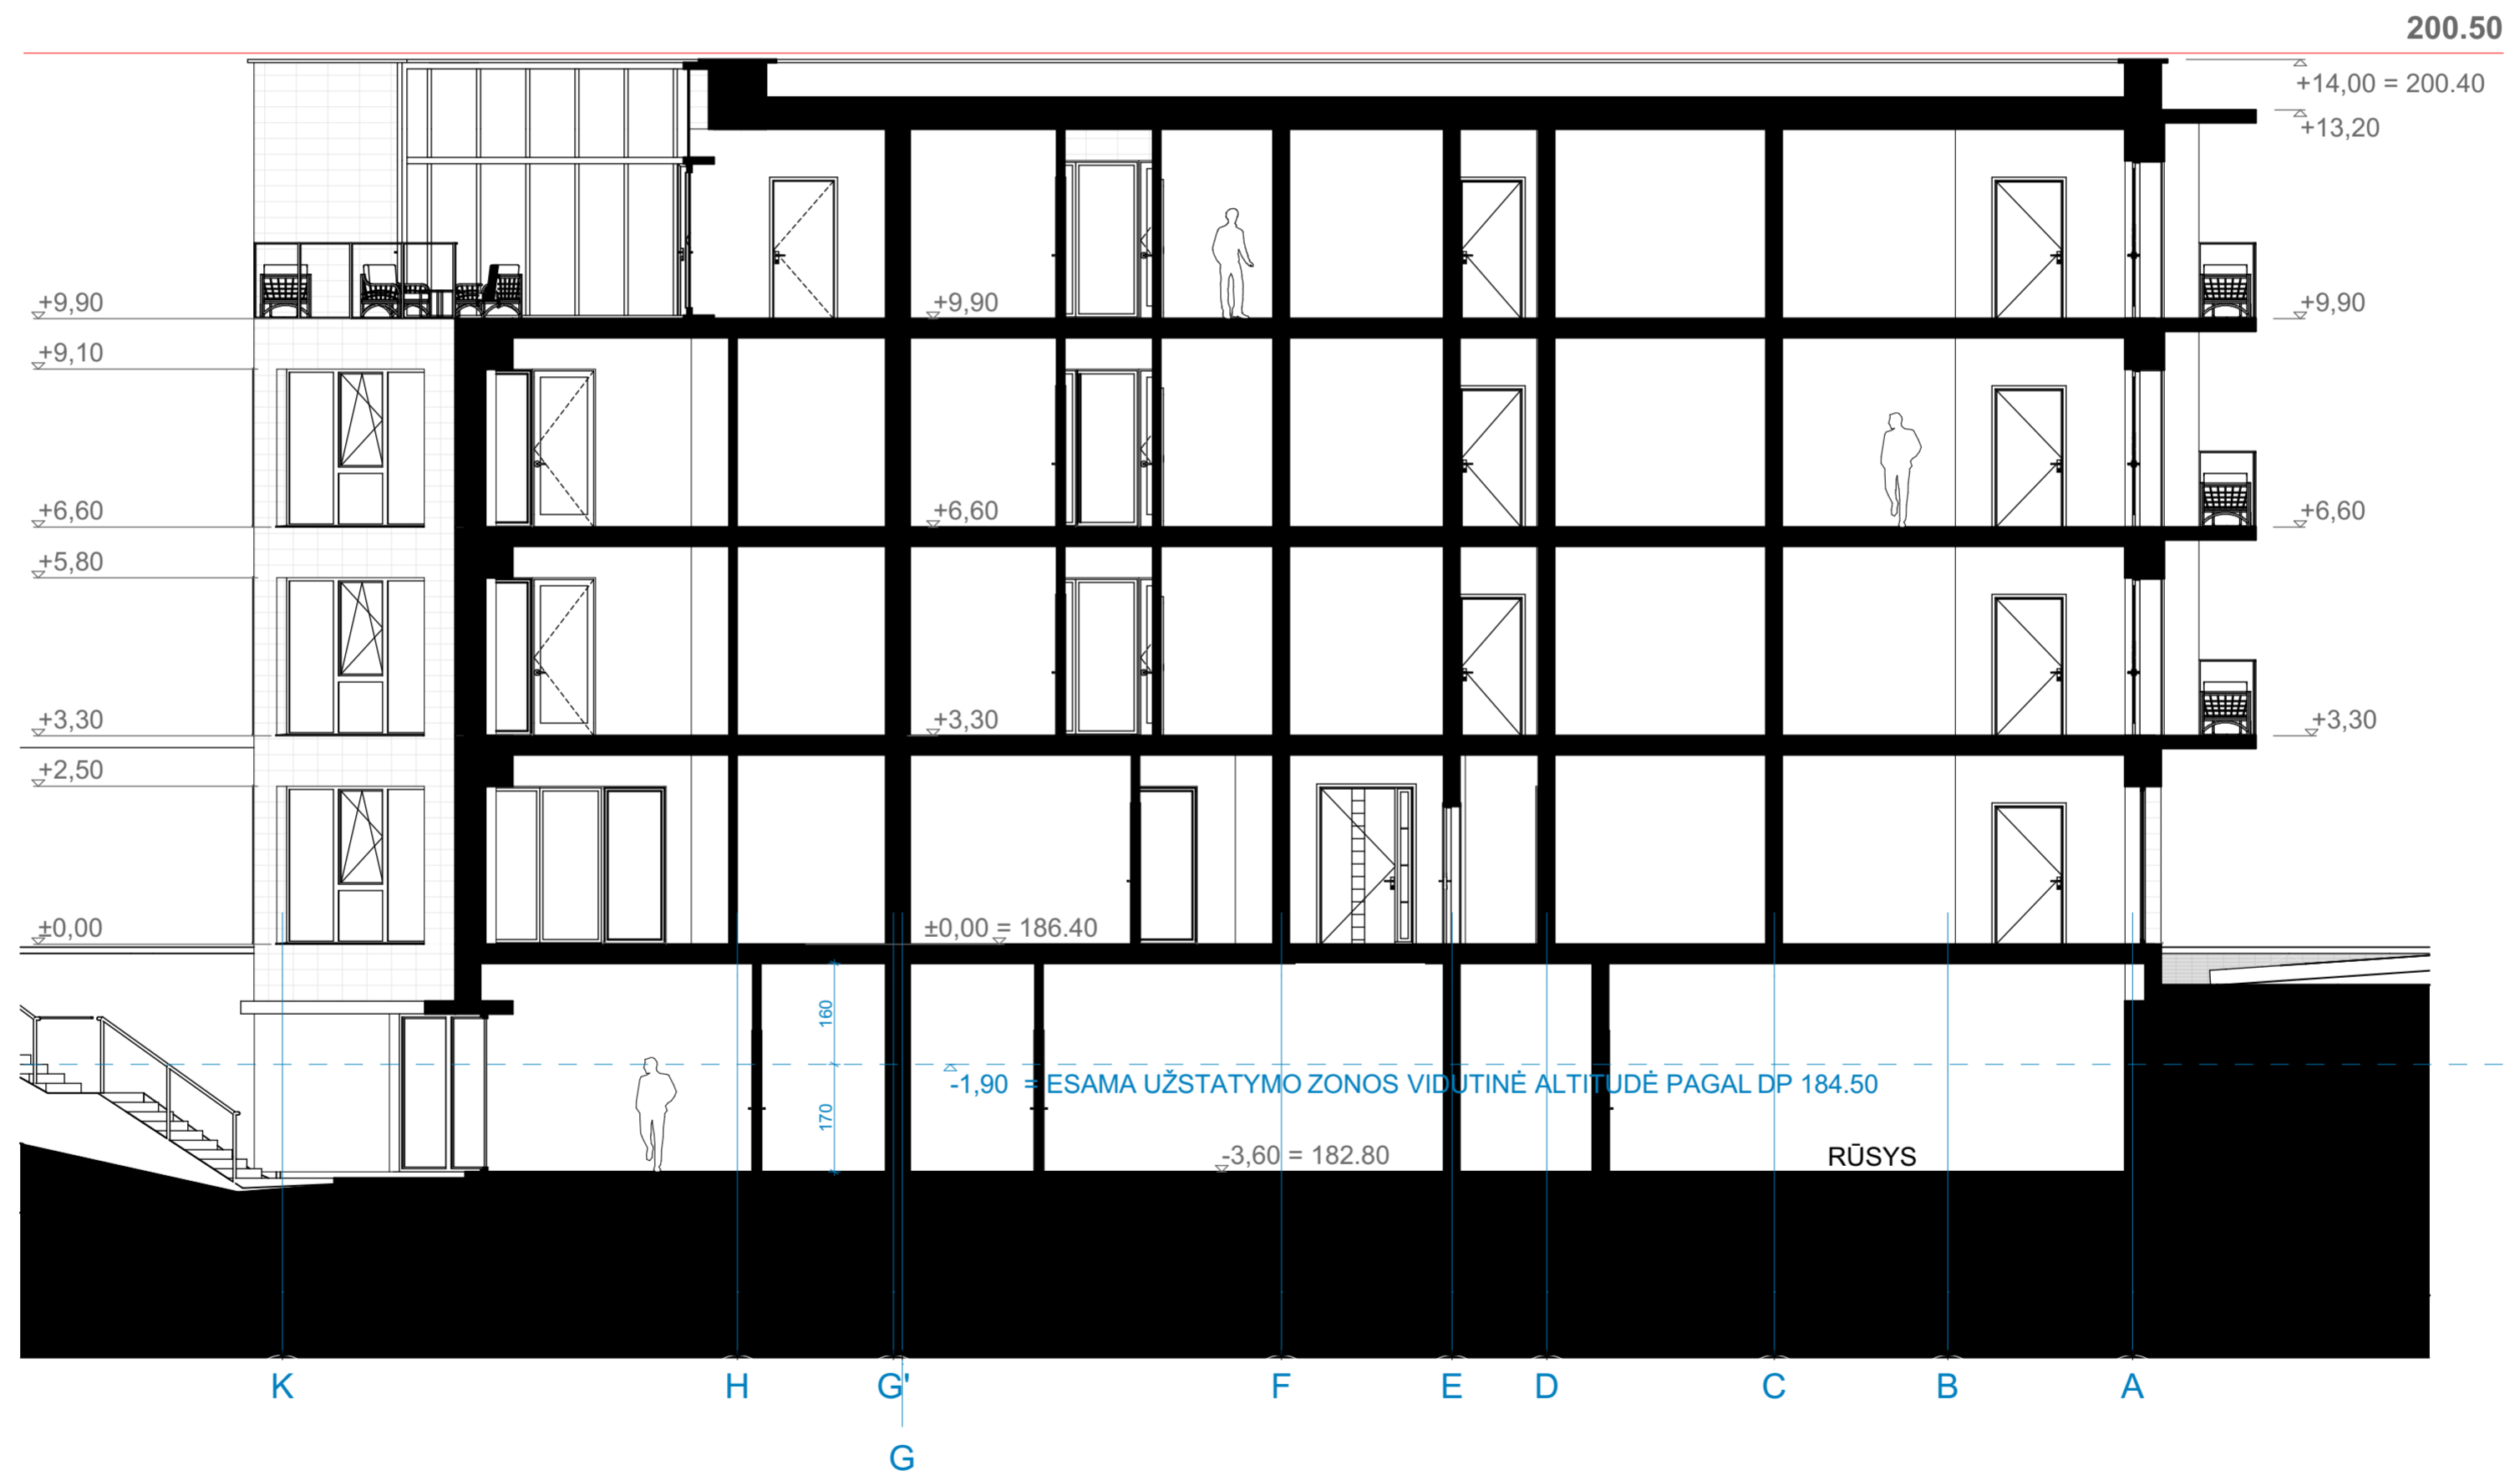 200.50
+14,00 = 200.40
+13,20
+9,90
+9,90
+9,90
+9,10
+6,60
+6,60
+6,60
+5,80
+3,30
+3,30
+3,30
+2,50
±0,00
±0,00 = 186.40
160
-1,90 = ESAMA UŽSTATYMO ZONOS VIDUTINĖ ALTITUDĖ PAGAL DP 184.50
170
-3,60 = 182.80
RŪSYS
K H G' F E D C B A
G